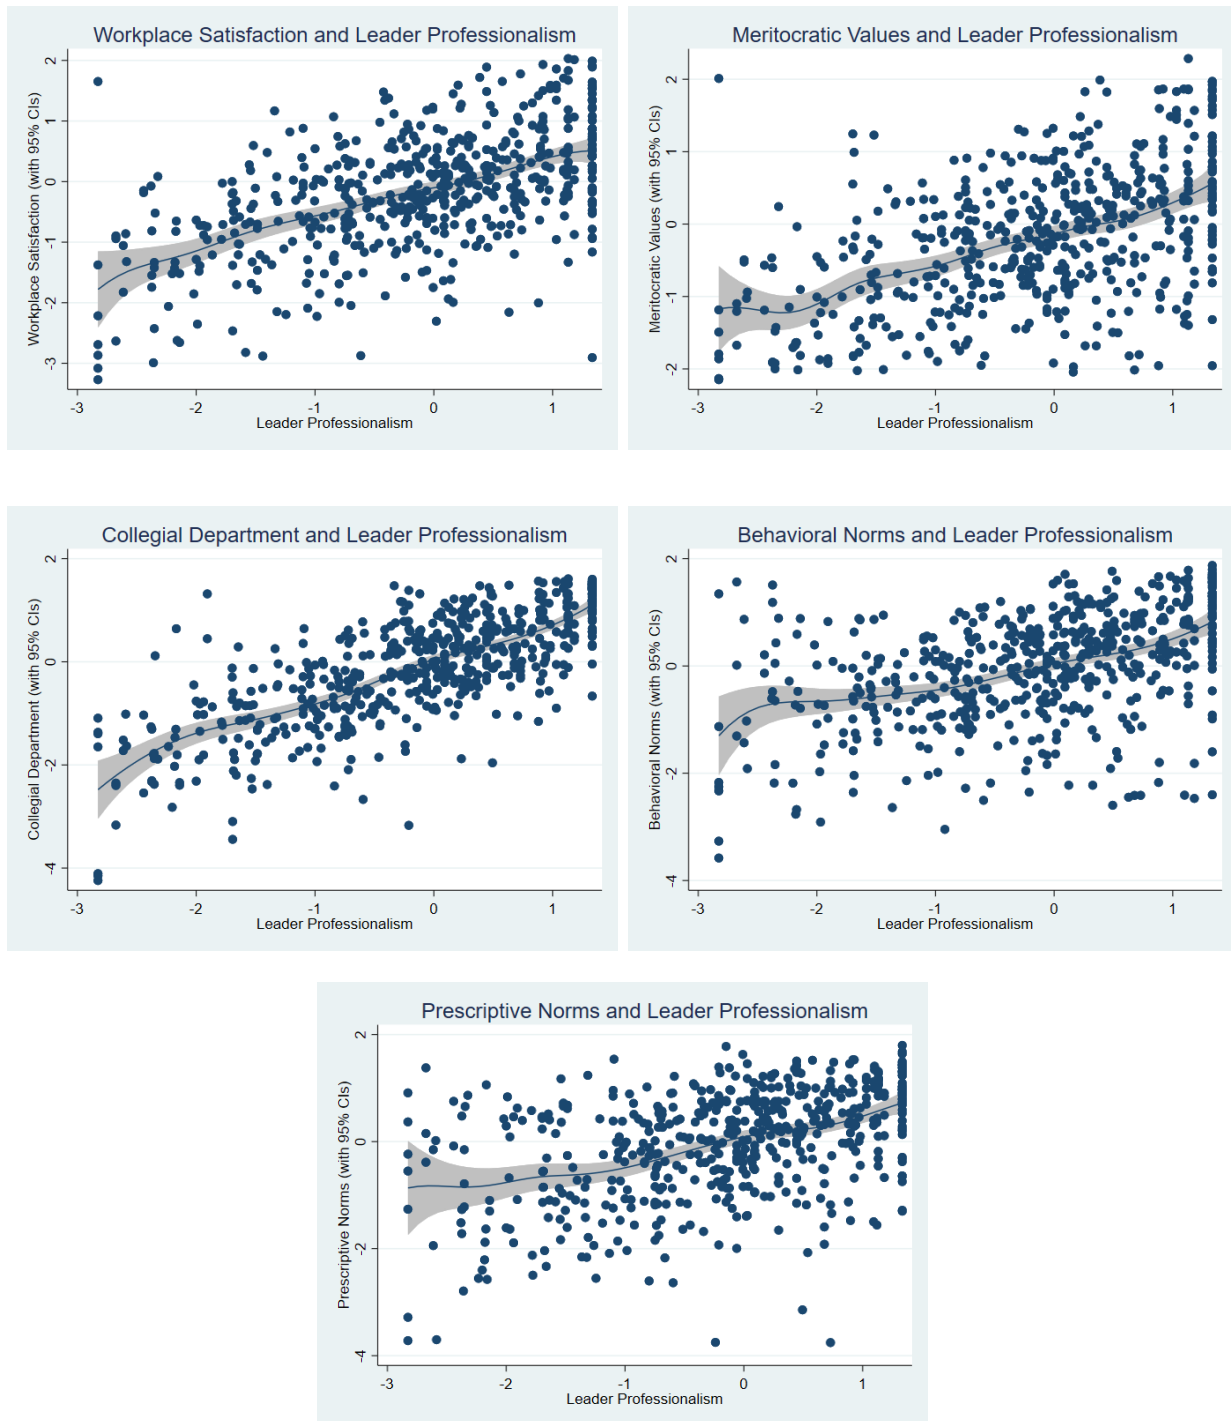 Workplace Satisfaction and Leader Professionalism
Workplace Satisfaction (with 95% CIs)
2
1
0
-1
-2
-3
-3 -2 -1 0 1
Leader Professionalism
Meritocratic Values and Leader Professionalism
Meritocratic Values (with 95% CIs)
2
1
0
-1
-2
-3 -2 -1 0 1
Leader Professionalism
Collegial Department and Leader Professionalism
Collegial Department (with 95% CIs)
2
0
-2
-4
-3 -2 -1 0 1
Leader Professionalism
Behavioral Norms and Leader Professionalism
Behavioral Norms (with 95% CIs)
2
0
-2
-4
-3 -2 -1 0 1
Leader Professionalism
Prescriptive Norms and Leader Professionalism
Prescriptive Norms (with 95% CIs)
2
0
-2
-4
-3 -2 -1 0 1
Leader Professionalism